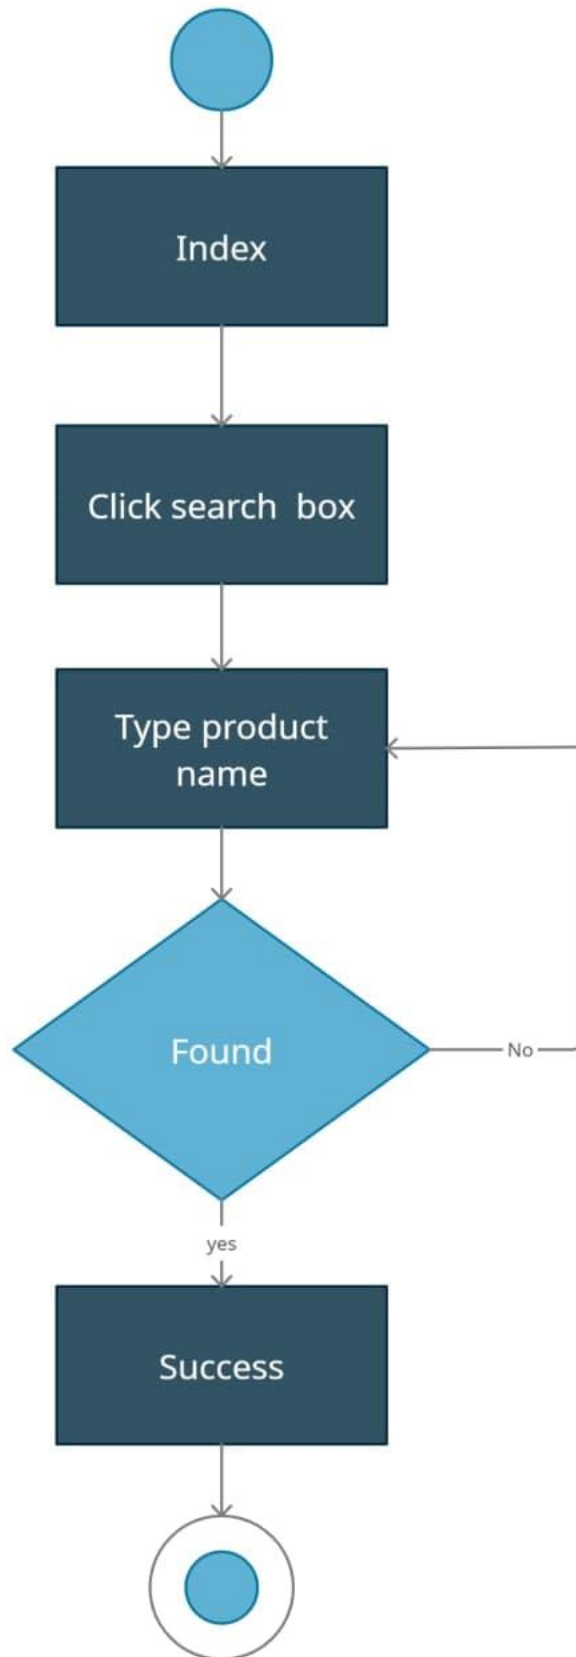 Index
Click search  box
Type product
name
Found
No
yes
Success